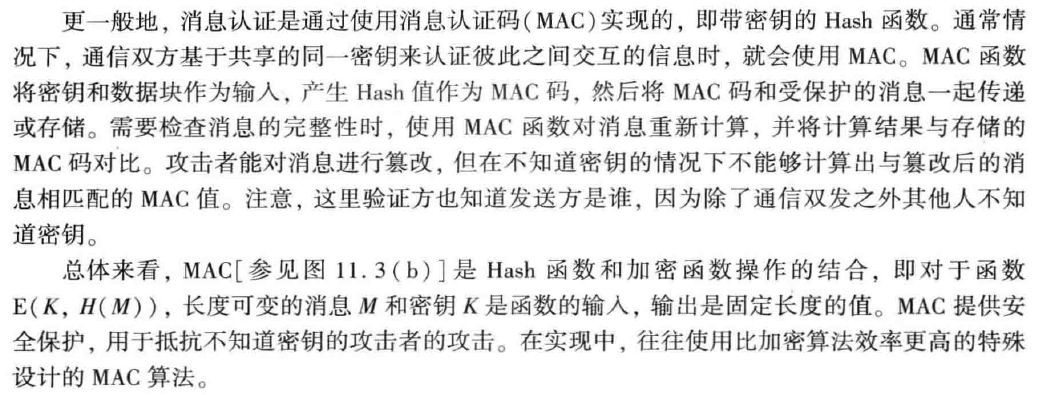 更一般地，消息认证是通过使用消息认证码(MAC)实现的，即带密钥的 Hash 函数。通常情
况下，通信双方基于共享的同一密钥来认证彼此之间交互的信息时，就会使用 MAC。MAC 函数
将密钥和数据块作为输入，产生 Hash 值作为 MAC 码，然后将 MAC 码和受保护的消息一起传递
或存储。需要检查消息的完整性时，使用 MAC 函数对消息重新计算，并将计算结果与存储的
MAC 码对比。攻击者能对消息进行篡改，但在不知道密钥的情况下不能够计算出与篡改后的消
息相匹配的 MAC 值。注意，这里验证方也知道发送方是谁，因为除了通信双发之外其他人不知
道密钥。
总体来看，MAC[参见图 11.3(b)]是 Hash 函数和加密函数操作的结合，即对于函数
E(K, H(M))，长度可变的消息 M 和密钥 K 是函数的输入，输出是固定长度的值。MAC 提供安
全保护，用于抵抗不知道密钥的攻击者的攻击。在实现中，往往使用比加密算法效率更高的特殊
设计的 MAC 算法。